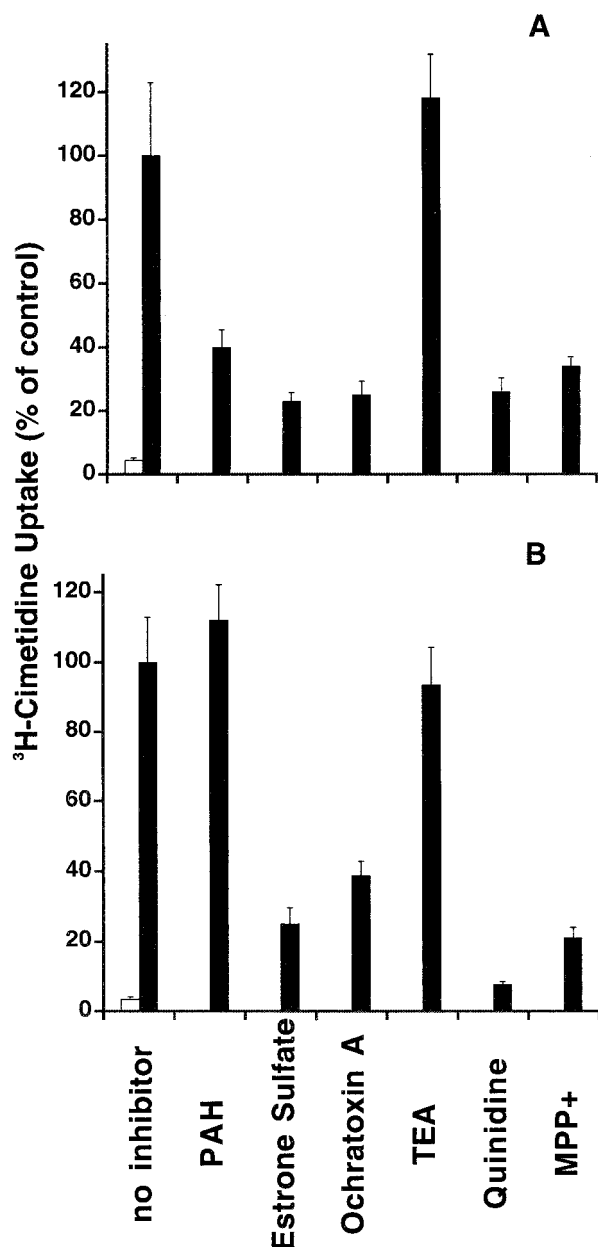 A
120
100
80
60
40
20
0
B
120
100
80
60
40
20
0
³H-Cimetidine Uptake (% of control)
no inhibitor
PAH
Estrone Sulfate
Ochratoxin A
TEA
Quinidine
MPP+